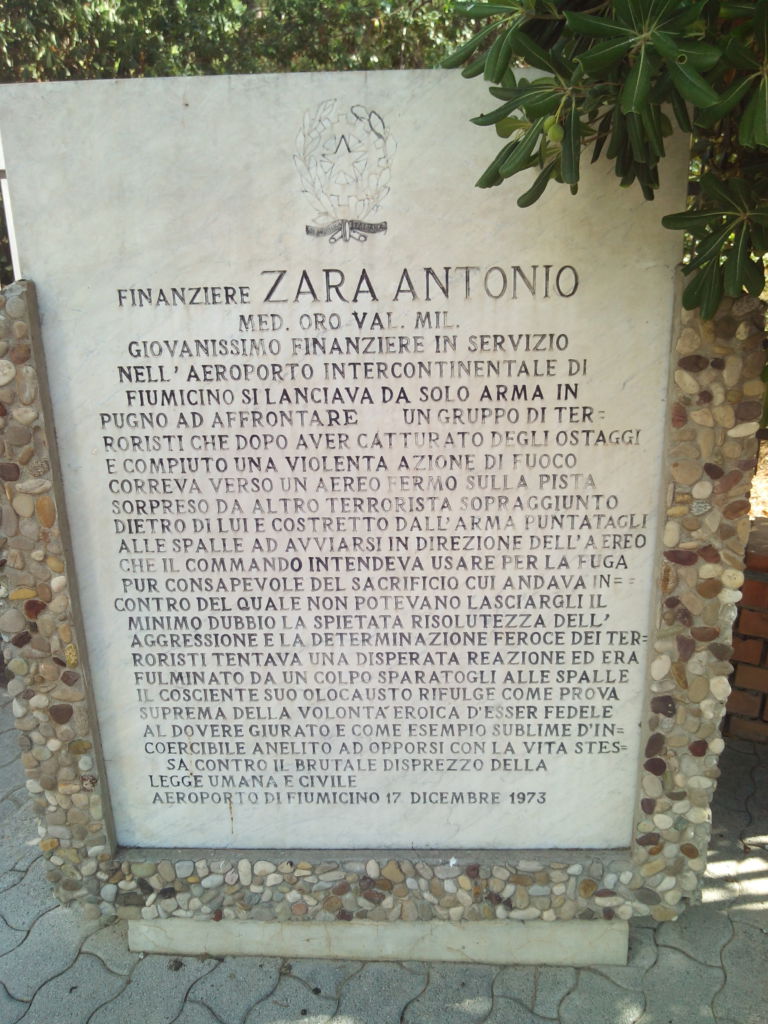 FINANZIERE ZARA ANTONIO
MED. ORO VAL. MIL.
GIOVANISSIMO FINANZIERE IN SERVIZIO
NELL'AEROPORTO INTERCONTINENTALE DI
FIUMICINO SI LANCIAVA DA SOLO ARMA IN
PUGNO AD AFFRONTARE UN GRUPPO DI TER=
RORISTI CHE DOPO AVER CATTURATO DEGLI OSTAGGI
E COMPIUTO UNA VIOLENTA AZIONE DI FUOCO
CORREVA VERSO UN AEREO FERMO SULLA PISTA
SORPRESO DA ALTRO TERRORISTA SOPRAGGIUNTO
DIETRO DI LUI E COSTRETTO DALL'ARMA PUNTATAGLI
ALLE SPALLE AD AVVIARSI IN DIREZIONE DELL'AEREO
CHE IL COMMANDO INTENDEVA USARE PER LA FUGA
PUR CONSAPEVOLE DEL SACRIFICIO CUI ANDAVA IN=
CONTRO DEL QUALE NON POTEVANO LASCIARGLI IL
MINIMO DUBBIO LA SPIETATA RISOLUTEZZA DELL'
AGGRESSIONE E LA DETERMINAZIONE FEROCE DEI TER=
RORISTI TENTAVA UNA DISPERATA REAZIONE ED ERA
FULMINATO DA UN COLPO SPARATOGLI ALLE SPALLE
IL COSCIENTE SUO OLOCAUSTO RIFULGE COME PROVA
SUPREMA DELLA VOLONTA' EROICA D'ESSER FEDELE
AL DOVERE GIURATO E COME ESEMPIO SUBLIME D'IN=
COERCIBILE ANELITO AD OPPORSI CON LA VITA STES=
SA CONTRO IL BRUTALE DISPREZZO DELLA
LEGGE UMANA E CIVILE
AEROPORTO DI FIUMICINO 17 DICEMBRE 1973